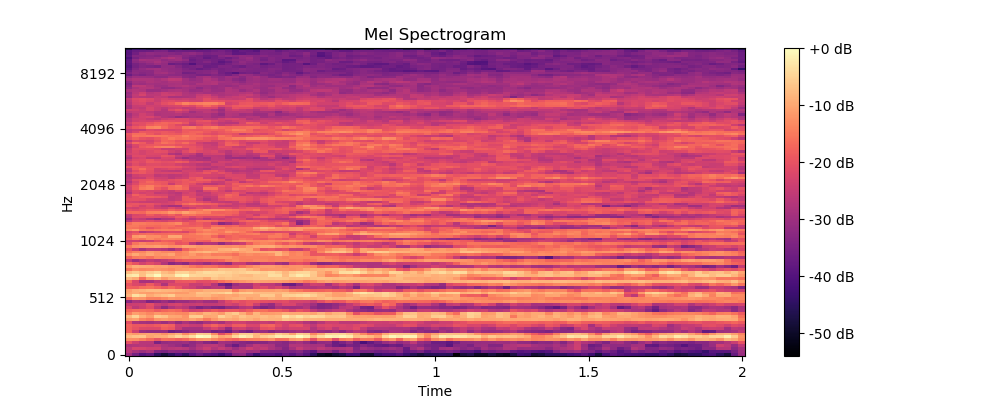 Mel Spectrogram
Hz
8192
4096
2048
1024
512
0
0 0.5 1 1.5 2
Time
+0 dB
-10 dB
-20 dB
-30 dB
-40 dB
-50 dB